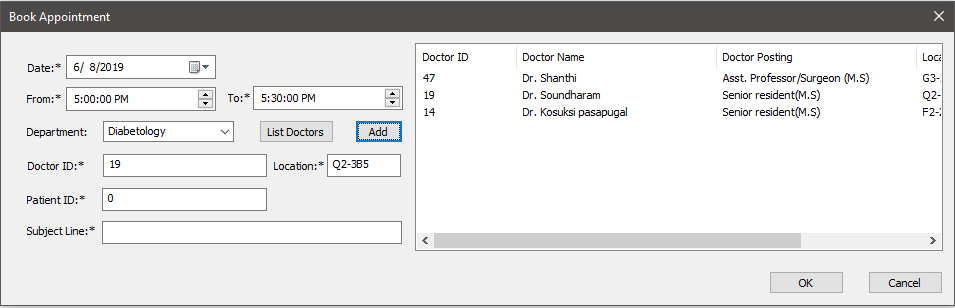 Book Appointment
Date:* 6/ 8/2019
From:* 5:00:00 PM To:* 5:30:00 PM
Department: Diabetology List Doctors Add
Doctor ID:* 19 Location:* Q2-3B5
Patient ID:* 0
Subject Line:*
Doctor ID Doctor Name Doctor Posting Loca
47 Dr. Shanthi Asst. Professor/Surgeon (M.S) G3-
19 Dr. Soundharam Senior resident(M.S) Q2-
14 Dr. Kosuksi pasapugal Senior resident(M.S) F2-
OK Cancel